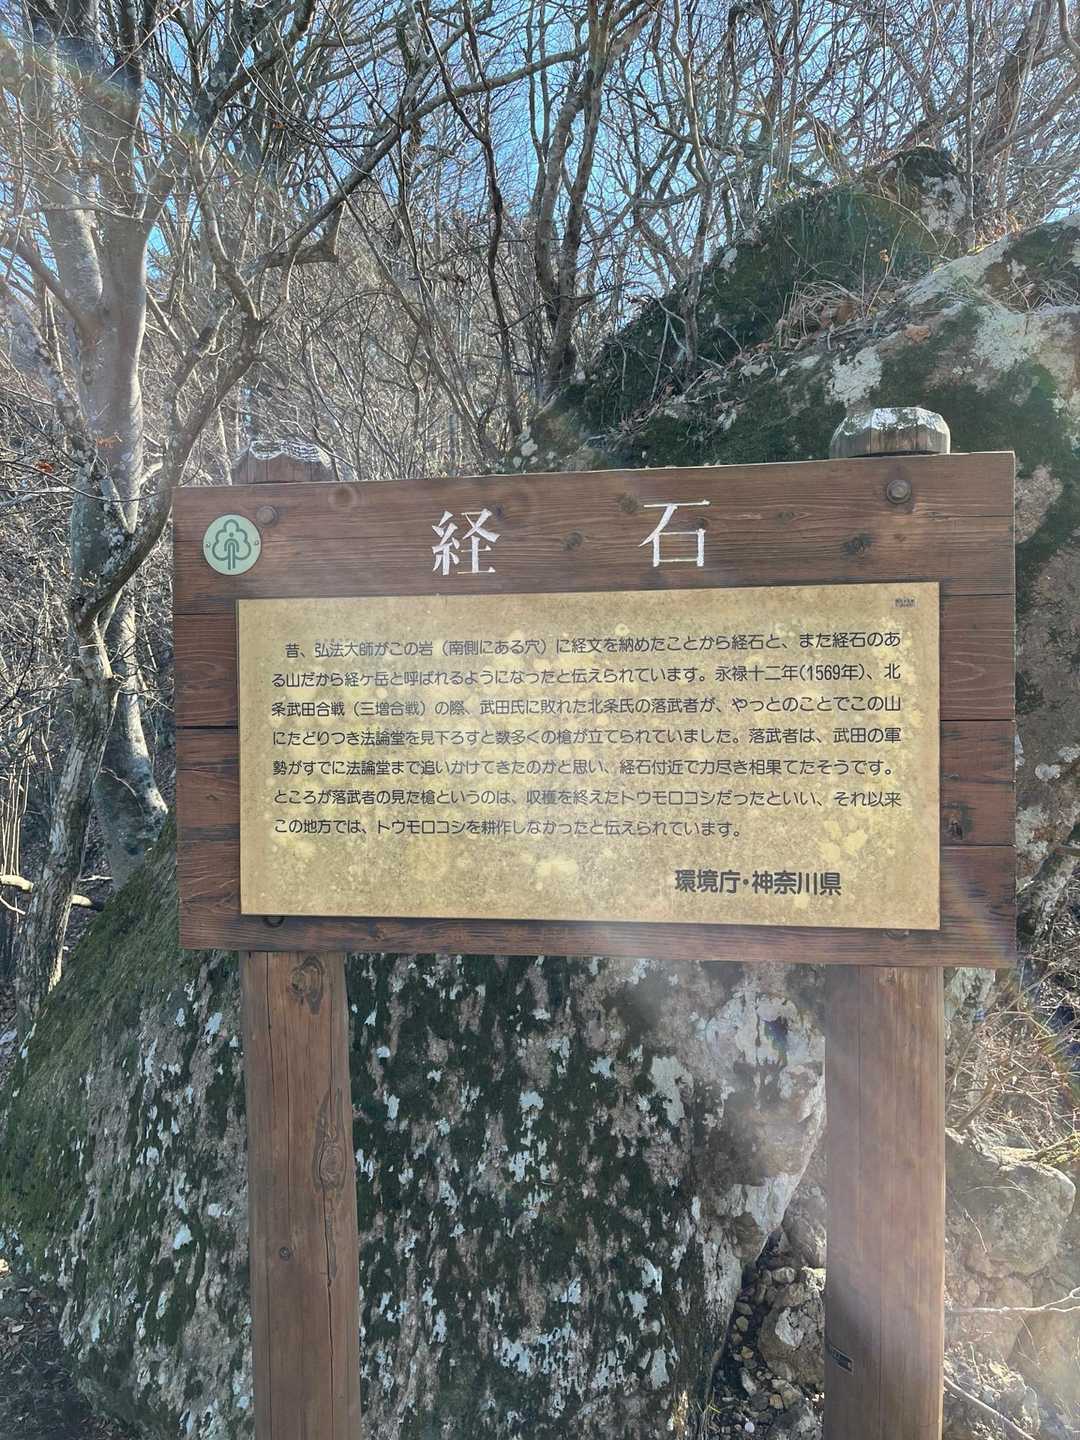 経石
昔、弘法大師がこの岩（南側にある穴）に経文を納めたことから経石と、また経石のあ
る山だから経ケ岳と呼ばれるようになったと伝えられています。永禄十二年(1569年)、北
条武田合戦（三増合戦）の際、武田氏に敗れた北条氏の落武者が、やっとのことでこの山
にたどりつき法論堂を見下ろすと数多くの槍が立てられていました。落武者は、武田の軍
勢がすでに法論堂まで追いかけてきたのかと思い、経石付近で力尽き相果てたそうです。
ところが落武者の見た槍というのは、収穫を終えたトウモロコシだったといい、それ以来
この地方では、トウモロコシを耕作しなかったと伝えられています。
環境庁・神奈川県